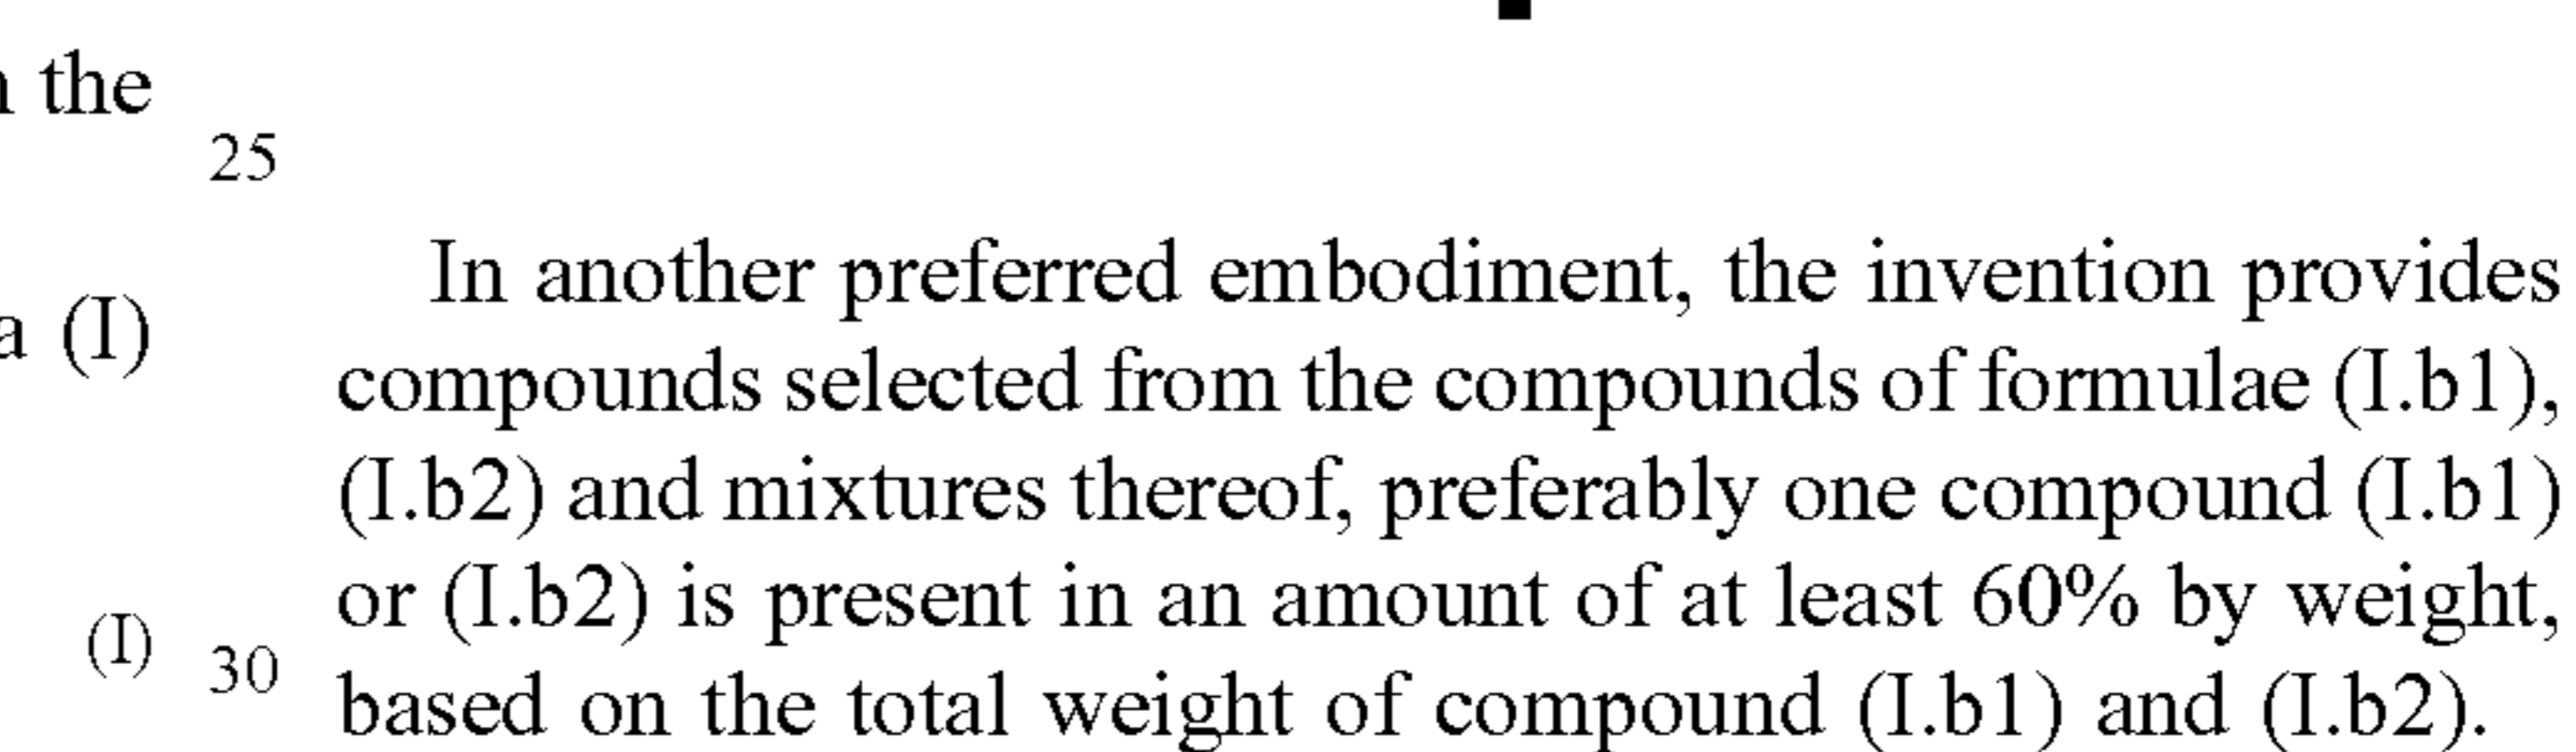 the
25
In another preferred embodiment, the invention provides
a (I)
compounds selected from the compounds of formulae (I.b1),
(I.b2) and mixtures thereof, preferably one compound (I.b1)
or (I.b2) is present in an amount of at least 60% by weight,
(I) 30
based on the total weight of compound (I.b1) and (I.b2).